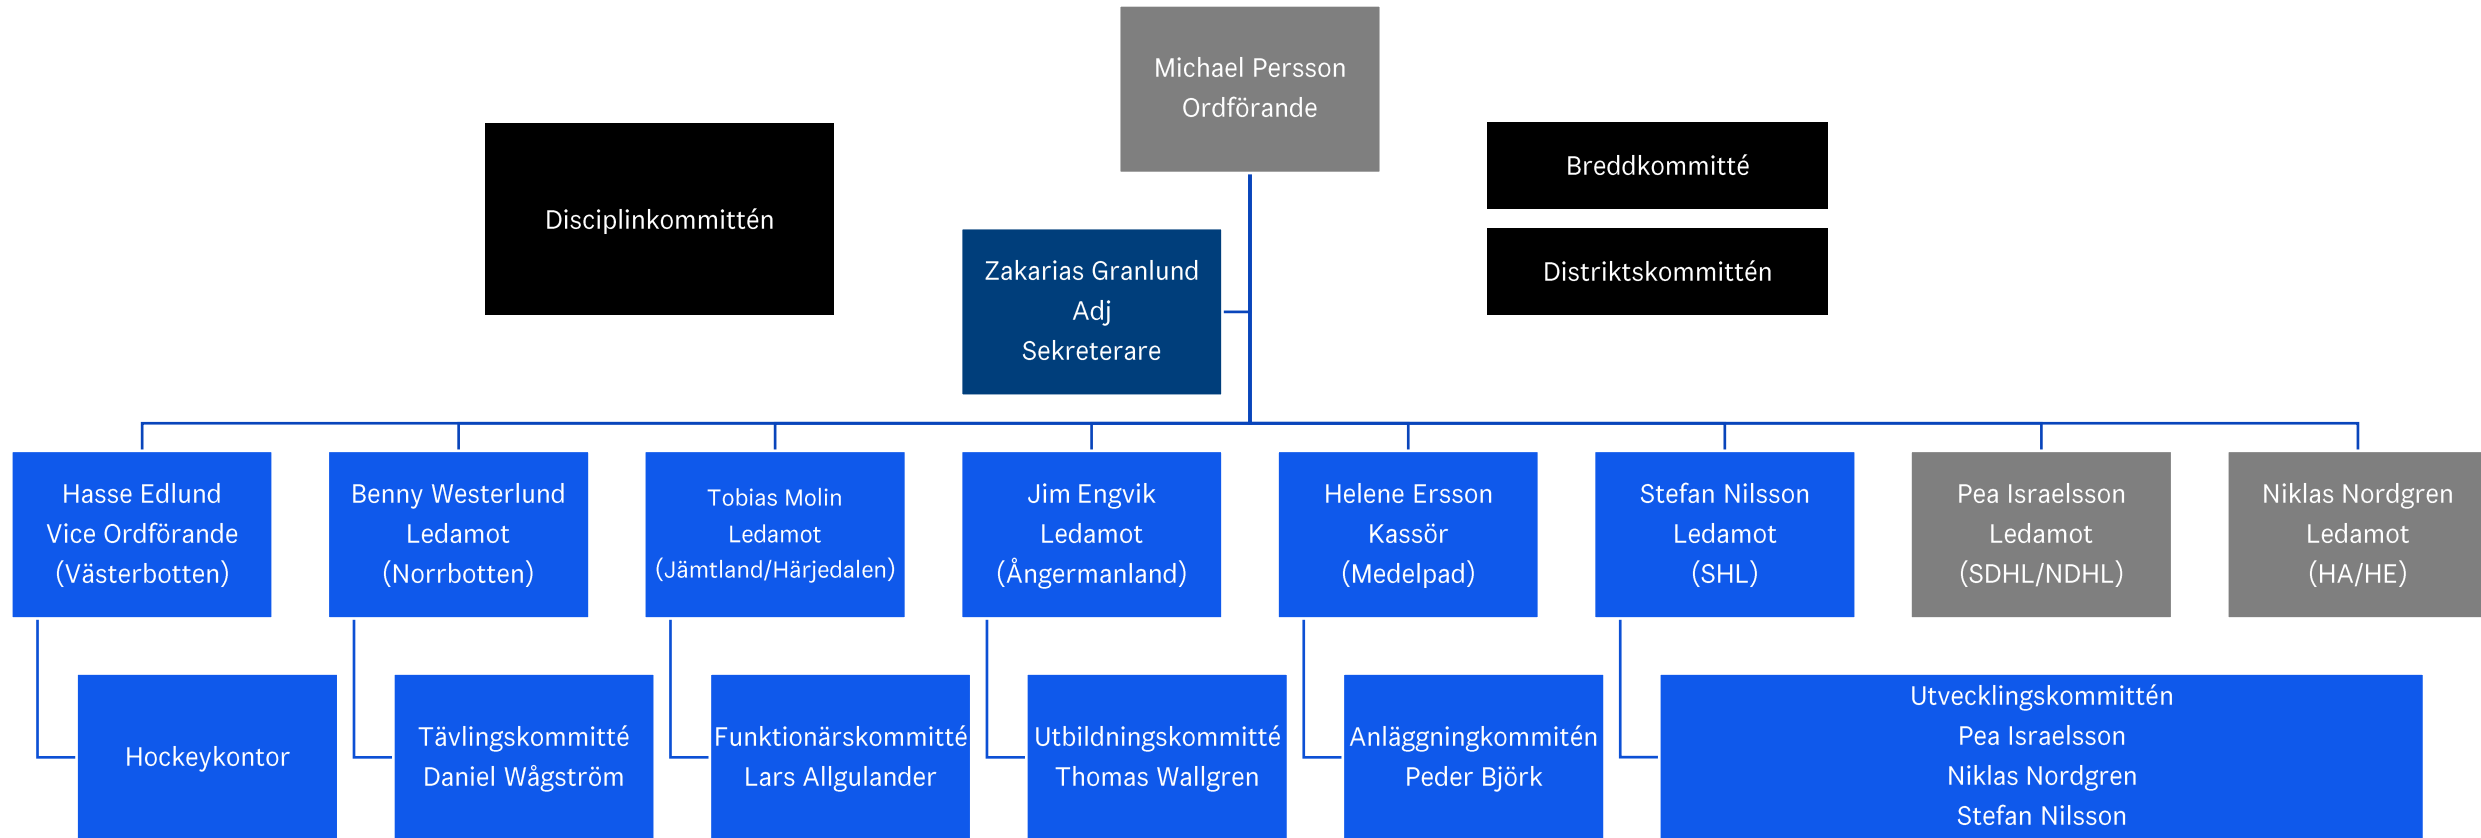 Michael Persson
Ordförande
Disciplinkommittén
Breddkommitté
Distriktskommittén
Zakarias Granlund
Adj
Sekreterare
Hasse Edlund
Vice Ordförande
(Västerbotten)
Benny Westerlund
Ledamot
(Norrbotten)
Tobias Molin
Ledamot
(Jämtland/Härjedalen)
Jim Engvik
Ledamot
(Ångermanland)
Helene Ersson
Kassör
(Medelpad)
Stefan Nilsson
Ledamot
(SHL)
Pea Israelsson
Ledamot
(SDHL/NDHL)
Niklas Nordgren
Ledamot
(HA/HE)
Hockeykontor
Tävlingskommitté
Daniel Wågström
Funktionärskommitté
Lars Allgulander
Utbildningskommitté
Thomas Wallgren
Anläggningkommitén
Peder Björk
Utvecklingskommittén
Pea Israelsson
Niklas Nordgren
Stefan Nilsson